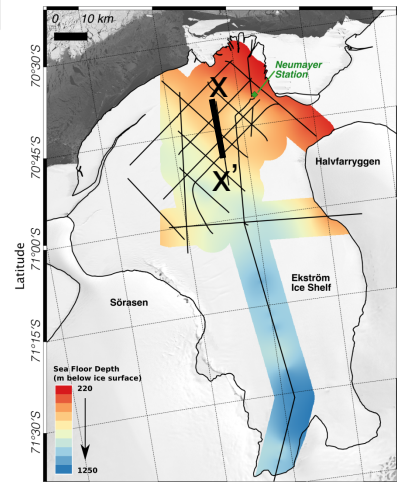 0 10 km
Neumayer
Station
70°30'S
X
Halvfarryggen
70°45'S
X'
71°00'S
Latitude
Ekström
Ice Shelf
Sörasen
71°15'S
Sea Floor Depth
(m below ice surface)
220
71°30'S
1250